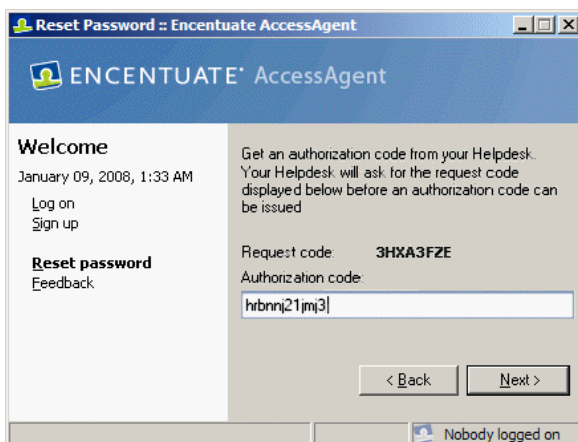 Reset Password :: Encentuate AccessAgent
ENCENTUATE AccessAgent
Welcome
January 09, 2008, 1:33 AM
Log on
Sign up
Reset password
Feedback
Get an authorization code from your Helpdesk.
Your Helpdesk will ask for the request code
displayed below before an authorization code can
be issued
Request code: 3HXA3FZE
Authorization code:
hrbnnj21jmj3
< Back
Next >
Nobody logged on